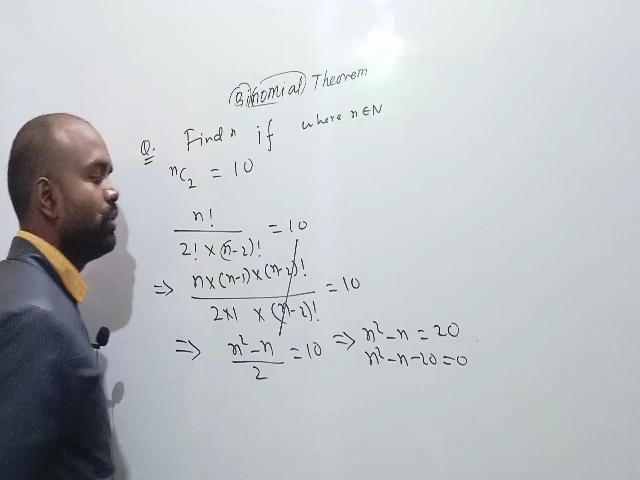 Binomial Theorem
Q. Find n if where n∈N
ⁿC₂ = 10
n! / 2! × (n-2)! = 10
⇒ n×(n-1)×(n-2)! / 2×1 × (n-2)! = 10
⇒ n²-n / 2 = 10 ⇒ n²-n = 20
n²-n-20=0